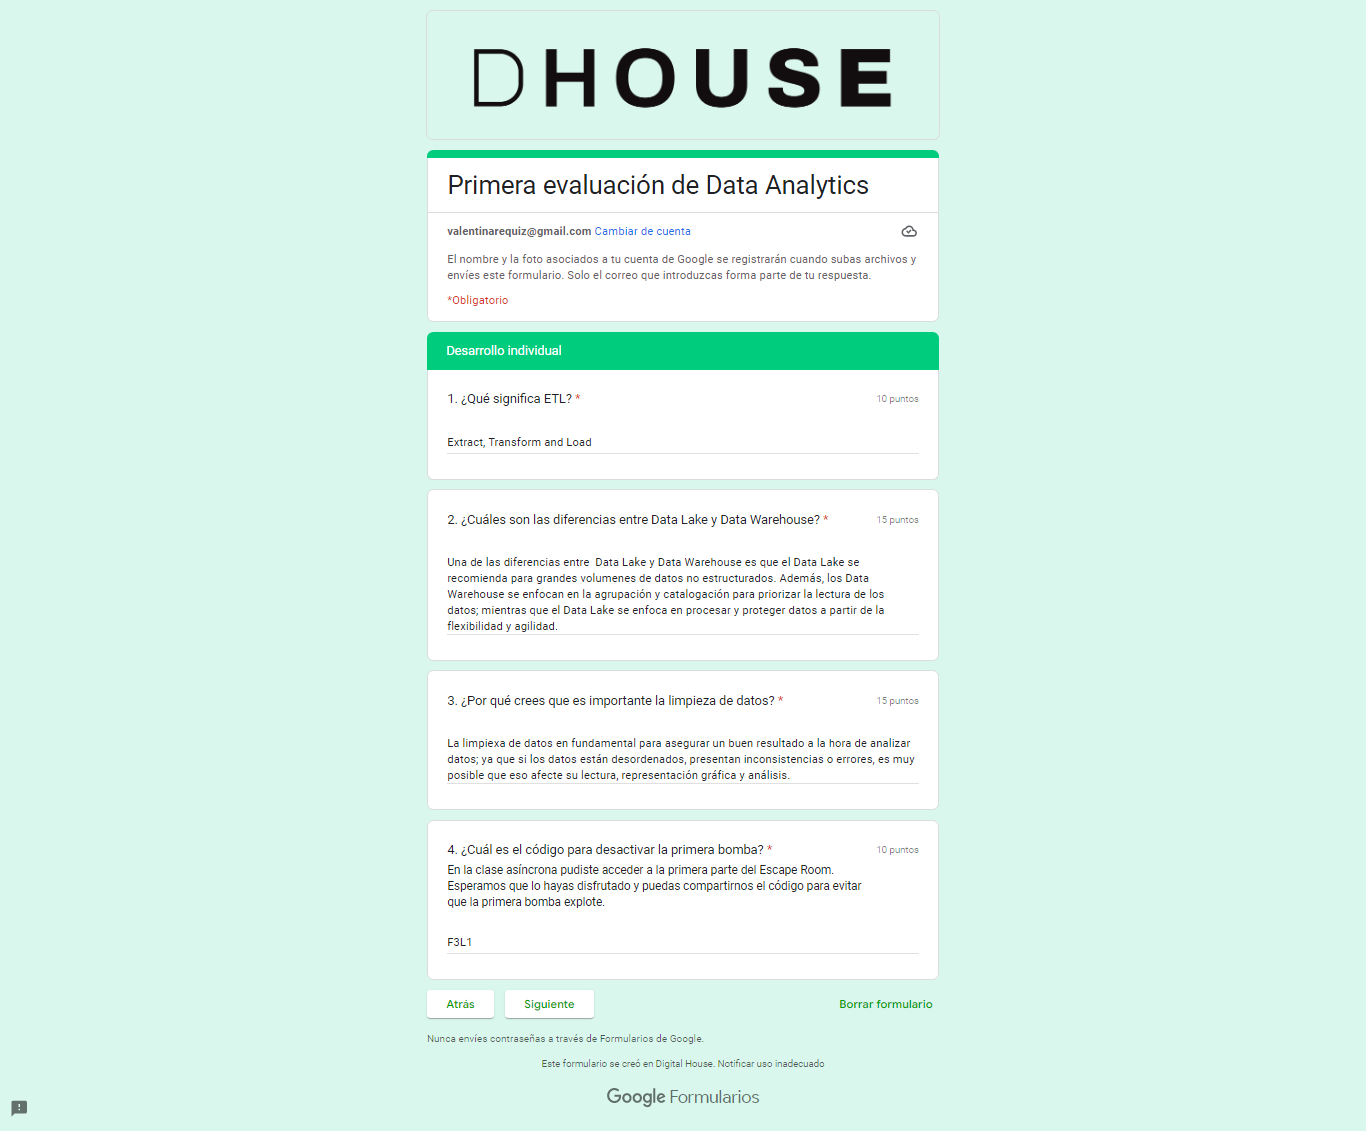 DHOUSE
Primera evaluación de Data Analytics
valentinarequiz@gmail.com Cambiar de cuenta
El nombre y la foto asociados a tu cuenta de Google se registrarán cuando subas archivos y
envíes este formulario. Solo el correo que introduzcas forma parte de tu respuesta.
*Obligatorio
Desarrollo individual
1. ¿Qué significa ETL? * 10 puntos
Extract, Transform and Load
2. ¿Cuáles son las diferencias entre Data Lake y Data Warehouse? * 15 puntos
Una de las diferencias entre  Data Lake y Data Warehouse es que el Data Lake se
recomienda para grandes volumenes de datos no estructurados. Además, los Data
Warehouse se enfocan en la agrupación y catalogación para priorizar la lectura de los
datos; mientras que el Data Lake se enfoca en procesar y proteger datos a partir de la
flexibilidad y agilidad.
3. ¿Por qué crees que es importante la limpieza de datos? * 15 puntos
La limpiexa de datos en fundamental para asegurar un buen resultado a la hora de analizar
datos; ya que si los datos están desordenados, presentan inconsistencias o errores, es muy
posible que eso afecte su lectura, representación gráfica y análisis.
4. ¿Cuál es el código para desactivar la primera bomba? * 10 puntos
En la clase asíncrona pudiste acceder a la primera parte del Escape Room.
Esperamos que lo hayas disfrutado y puedas compartirnos el código para evitar
que la primera bomba explote.
F3L1
Atrás Siguiente Borrar formulario
Nunca envíes contraseñas a través de Formularios de Google.
Este formulario se creó en Digital House. Notificar uso inadecuado
Google Formularios